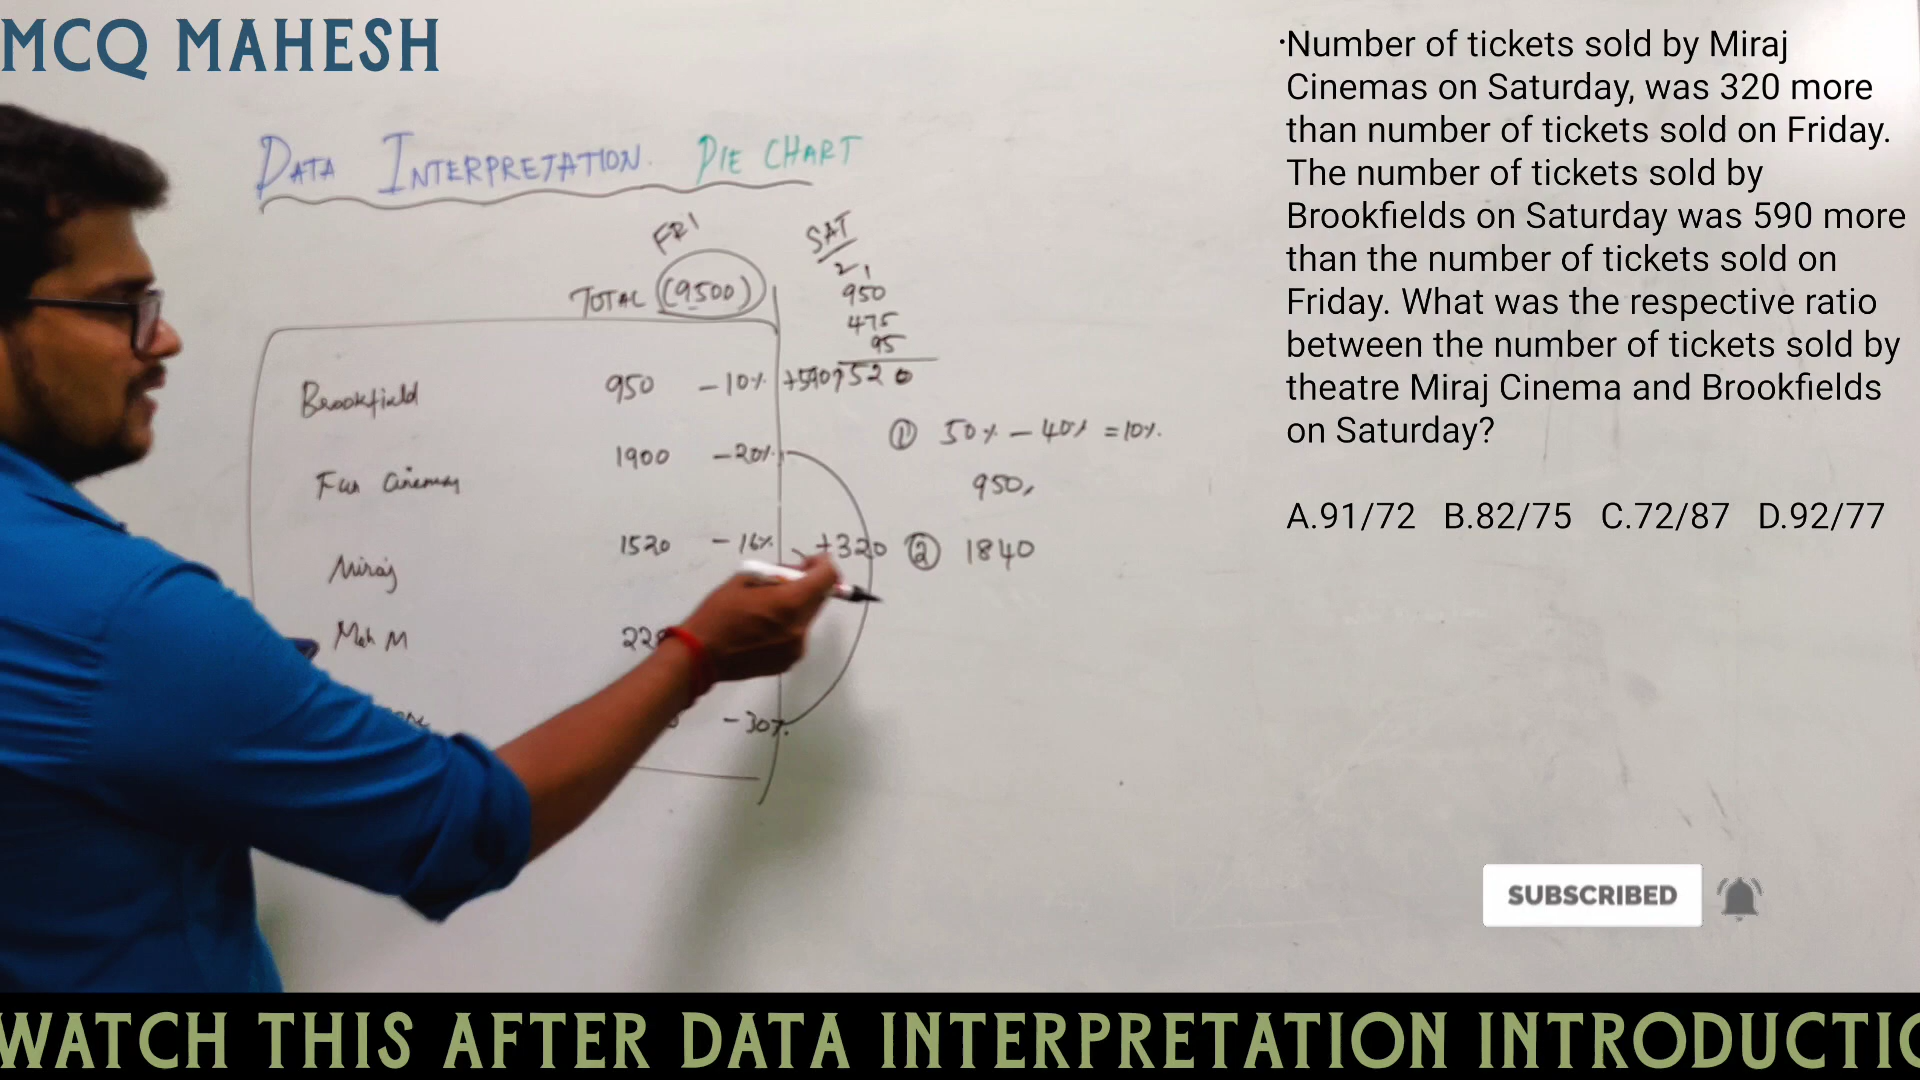 MCQ MAHESH
DATA INTERPRETATION. PIE CHART
FRI
SAT
TOTAL (9500)
2 1
950
475
95
Brookfield 950 - 10% +590 1520
Fun Cinemas 1900 - 20%
Miraj 1520 - 16% +320
M
- 30%
① 50% - 40% = 10%.
950,
② 1840
·Number of tickets sold by Miraj
Cinemas on Saturday, was 320 more
than number of tickets sold on Friday.
The number of tickets sold by
Brookfields on Saturday was 590 more
than the number of tickets sold on
Friday. What was the respective ratio
between the number of tickets sold by
theatre Miraj Cinema and Brookfields
on Saturday?
A.91/72 B.82/75 C.72/87 D.92/77
SUBSCRIBED
WATCH THIS AFTER DATA INTERPRETATION INTRODUCTIO